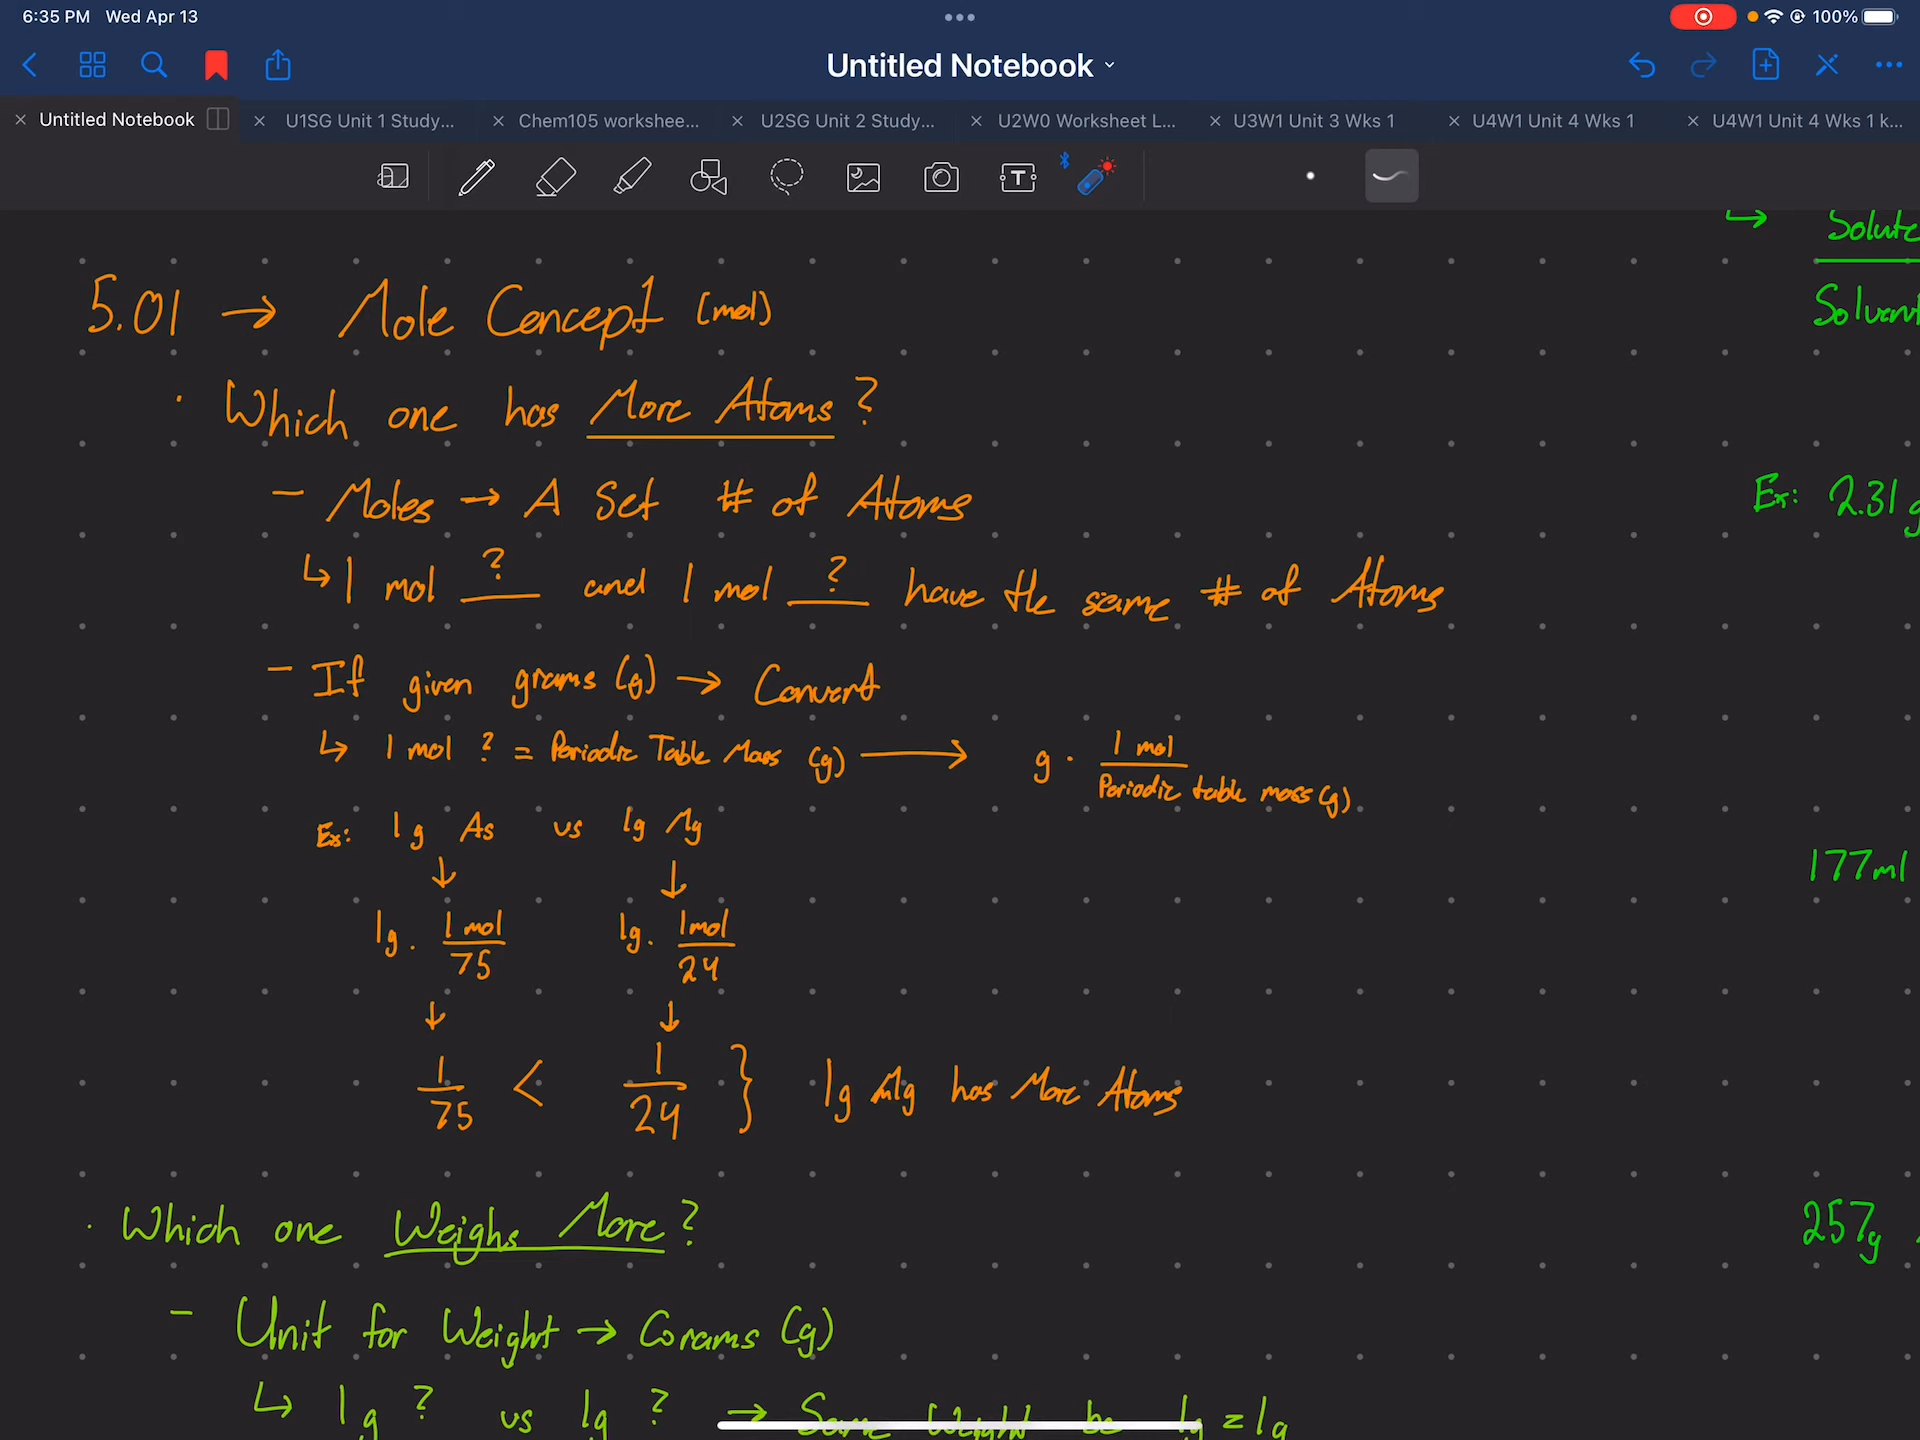 6:35 PM Wed Apr 13
100%
Untitled Notebook
Untitled Notebook
U1SG Unit 1 Study...
Chem105 workshee...
U2SG Unit 2 Study...
U2W0 Worksheet L...
U3W1 Unit 3 Wks 1
U4W1 Unit 4 Wks 1
U4W1 Unit 4 Wks 1 k...
5.01 → Mole Concept (mol)
· Which one has More Atoms?
- Moles → A Set # of Atoms
↳ 1 mol ? and 1 mol ? have the same # of Atoms
- If given grams (g) → Convert
↳ 1 mol ? = Periodic Table Mass (g) → g · 1 mol / Periodic table mass (g)
Ex: 1g As vs 1g Mg
↓ ↓
1g · 1 mol / 75 1g · 1mol / 24
↓ ↓
1/75 < 1/24 } 1g Mg has More Atoms
· Which one Weighs More?
- Unit for Weight → Grams (g)
↳ 1g ? vs 1g ? → Same Weight bc 1g = 1g
↳ Solute
Solvent
Ex: 2.31 g
177ml
257g